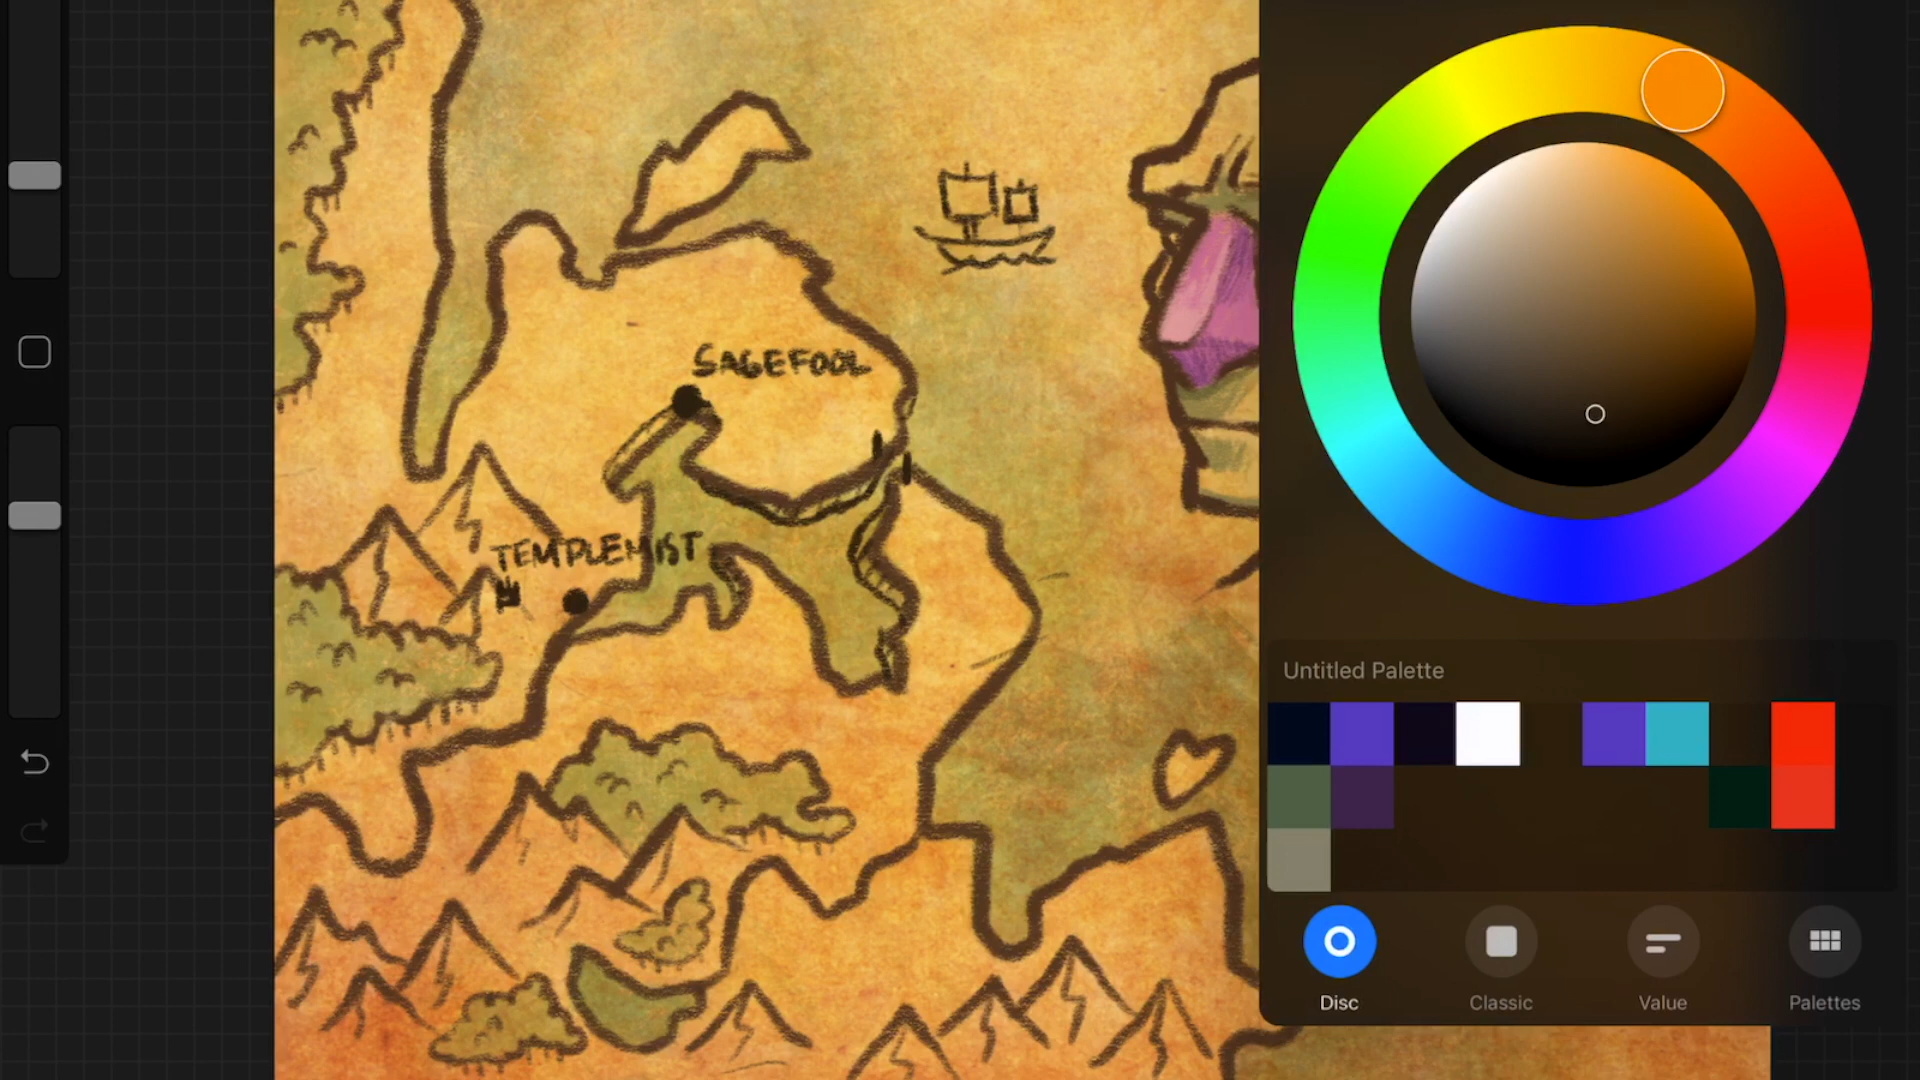 SAGEFOOL
TEMPLEMIST
Untitled Palette
Disc
Classic
Value
Palettes